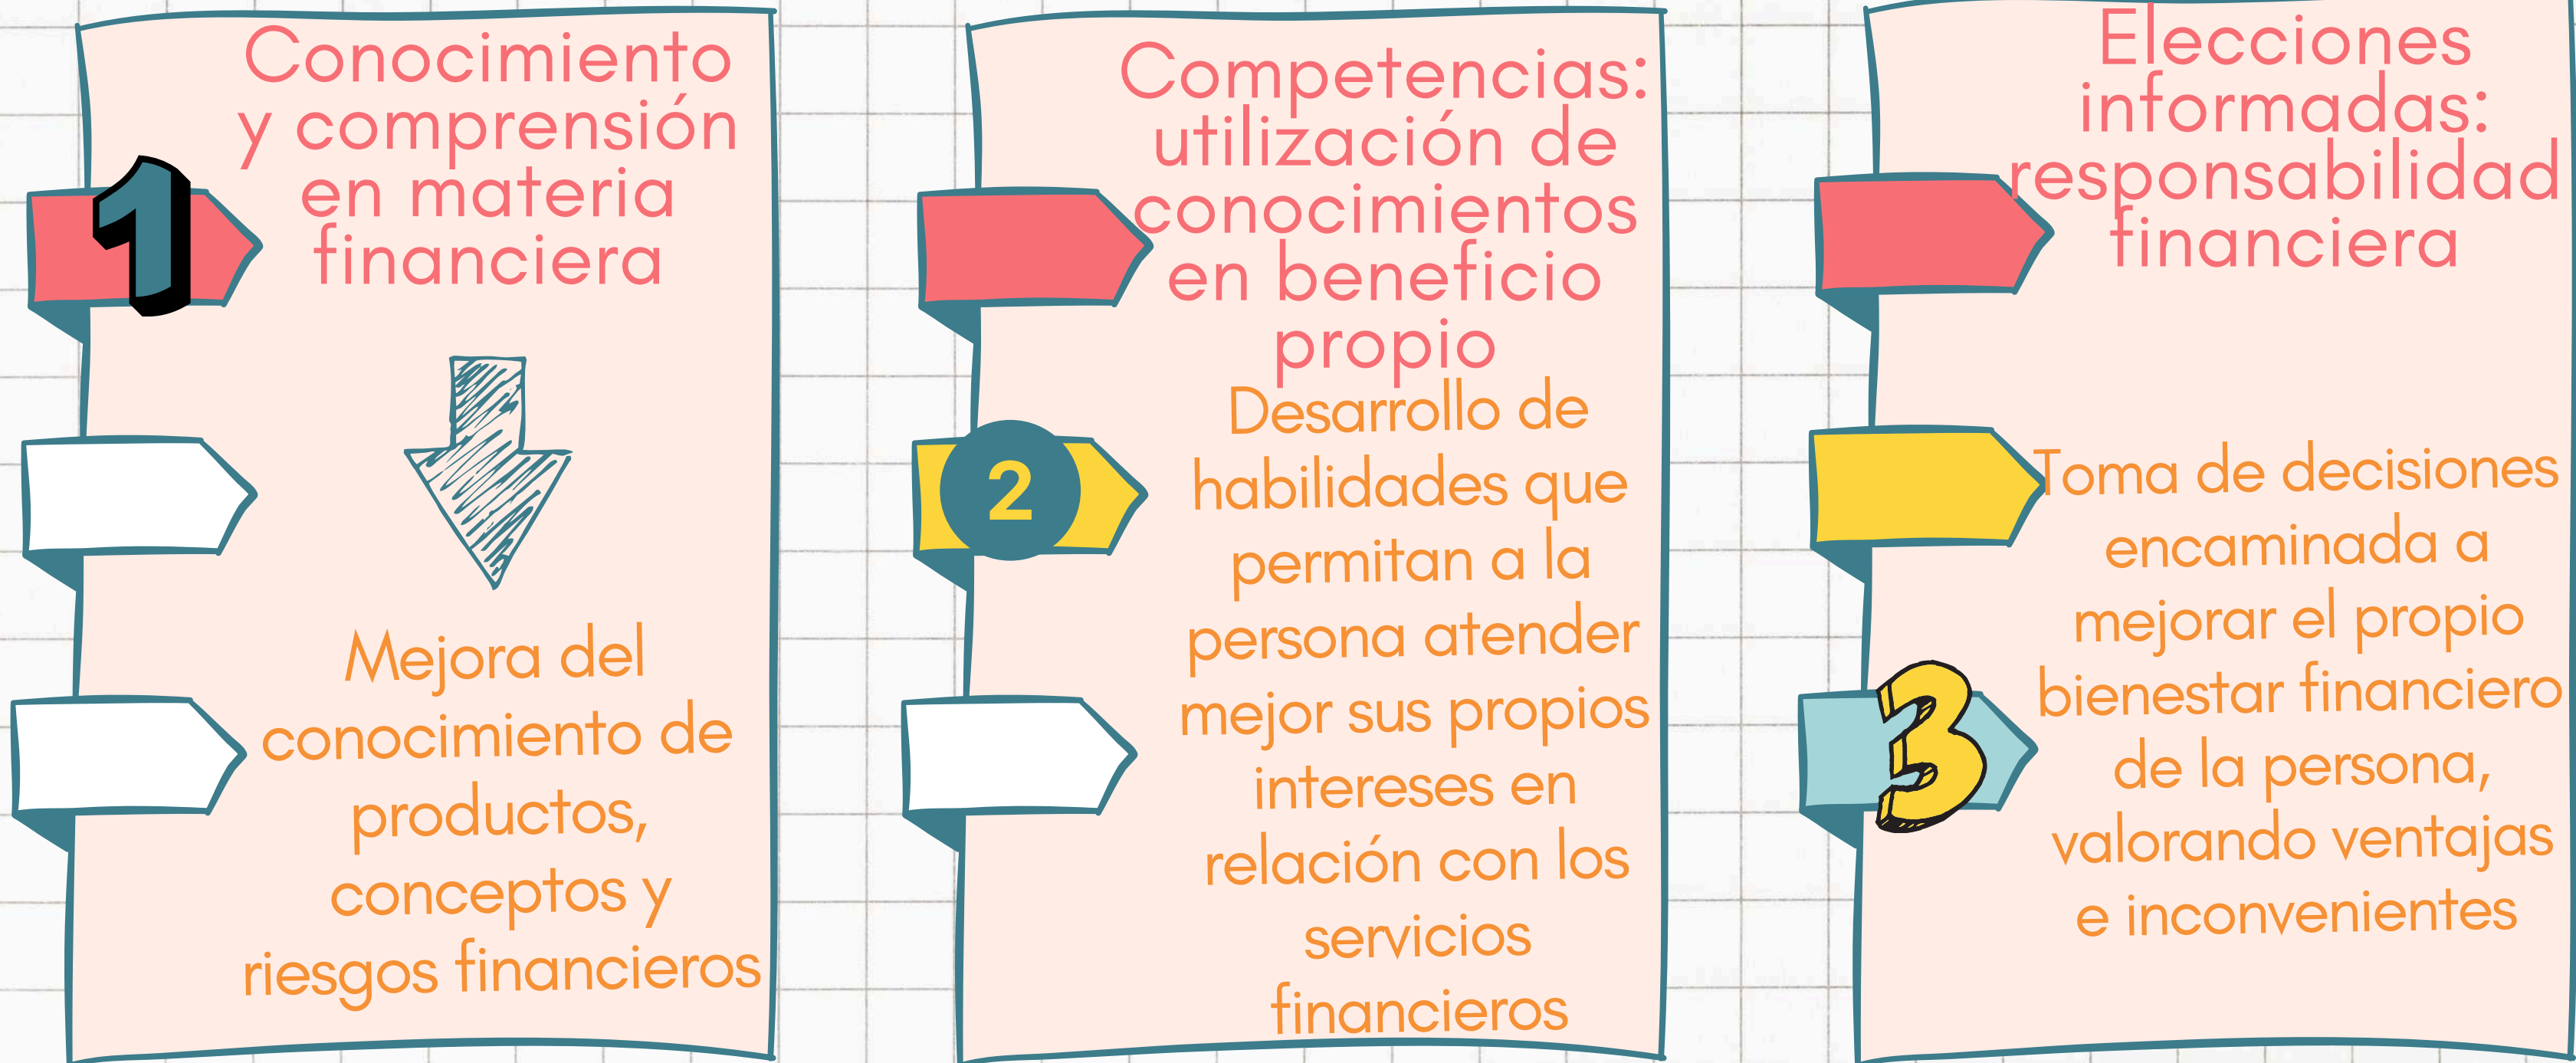 1
Conocimiento
y comprensión
en materia
financiera
Mejora del
conocimiento de
productos,
conceptos y
riesgos financieros
Competencias:
utilización de
conocimientos
en beneficio
propio
2
Desarrollo de
habilidades que
permitan a la
persona atender
mejor sus propios
intereses en
relación con los
servicios
financieros
Elecciones
informadas:
responsabilidad
financiera
3
Toma de decisiones
encaminada a
mejorar el propio
bienestar financiero
de la persona,
valorando ventajas
e inconvenientes